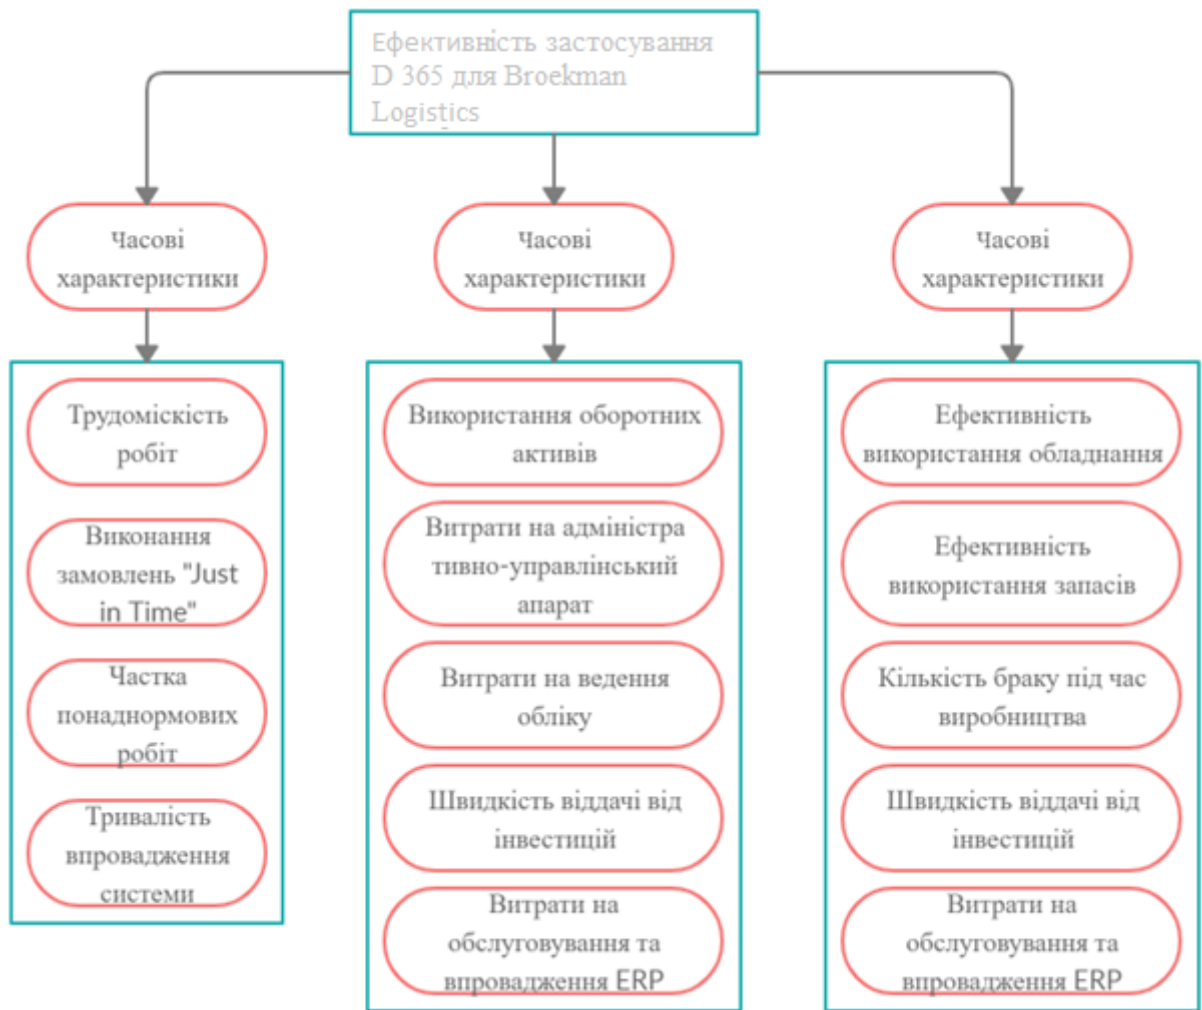 Ефективність застосування
D 365 для Broekman
Logistics
Часові
характеристики
Часові
характеристики
Часові
характеристики
Трудоміскість
робіт
Виконання
замовлень "Just
in Time"
Частка
понаднормових
робіт
Тривалість
впровадження
системи
Використання оборотних
активів
Витрати на адміністра
тивно-управлінський
апарат
Витрати на ведення
обліку
Швидкість віддачі від
інвестицій
Витрати на
обслуговування та
впровадження ERP
Ефективність
використання обладнання
Ефективність
використання запасів
Кількість браку під час
виробництва
Швидкість віддачі від
інвестицій
Витрати на
обслуговування та
впровадження ERP